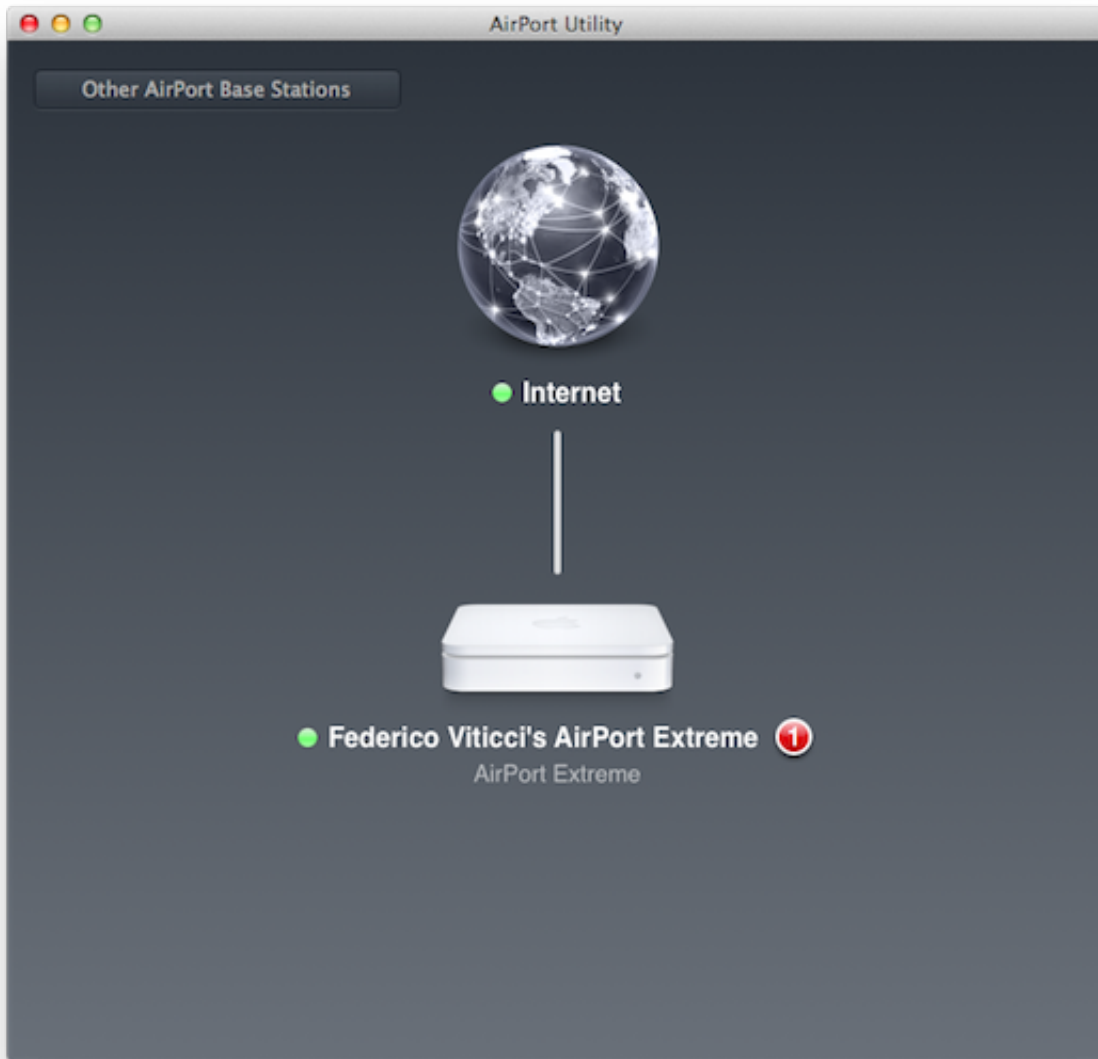 AirPort Utility
Other AirPort Base Stations
Internet
Federico Viticci's AirPort Extreme 1
AirPort Extreme